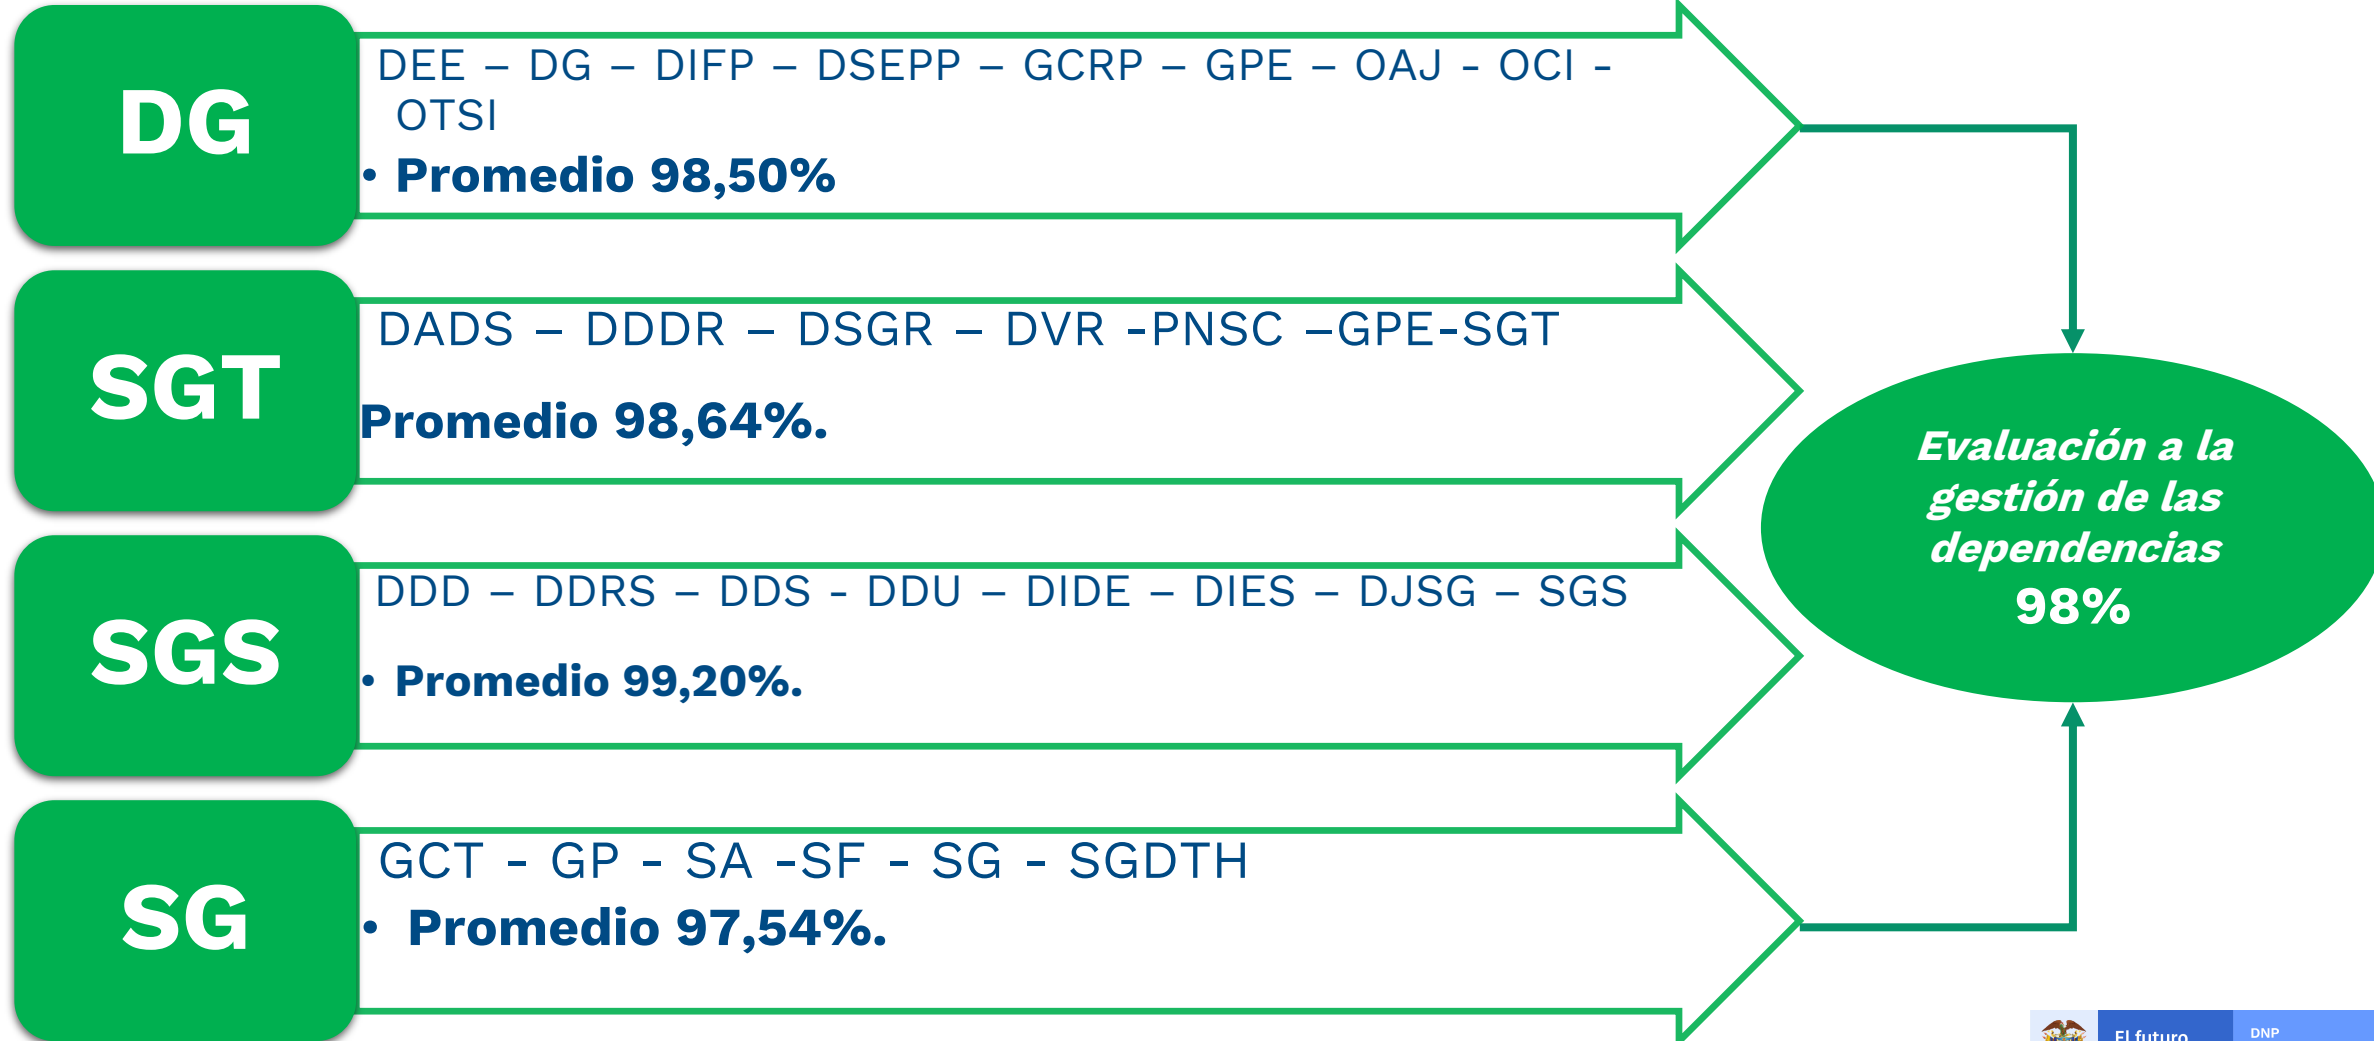 DG
DEE – DG – DIFP – DSEPP – GCRP – GPE – OAJ - OCI -
OTSI
• Promedio 98,50%
SGT
DADS – DDDR – DSGR – DVR -PNSC –GPE-SGT
Promedio 98,64%.
SGS
DDD – DDRS – DDS - DDU – DIDE – DIES – DJSG – SGS
• Promedio 99,20%.
SG
GCT - GP - SA -SF - SG - SGDTH
• Promedio 97,54%.
Evaluación a la
gestión de las
dependencias
98%
El futuro
DNP